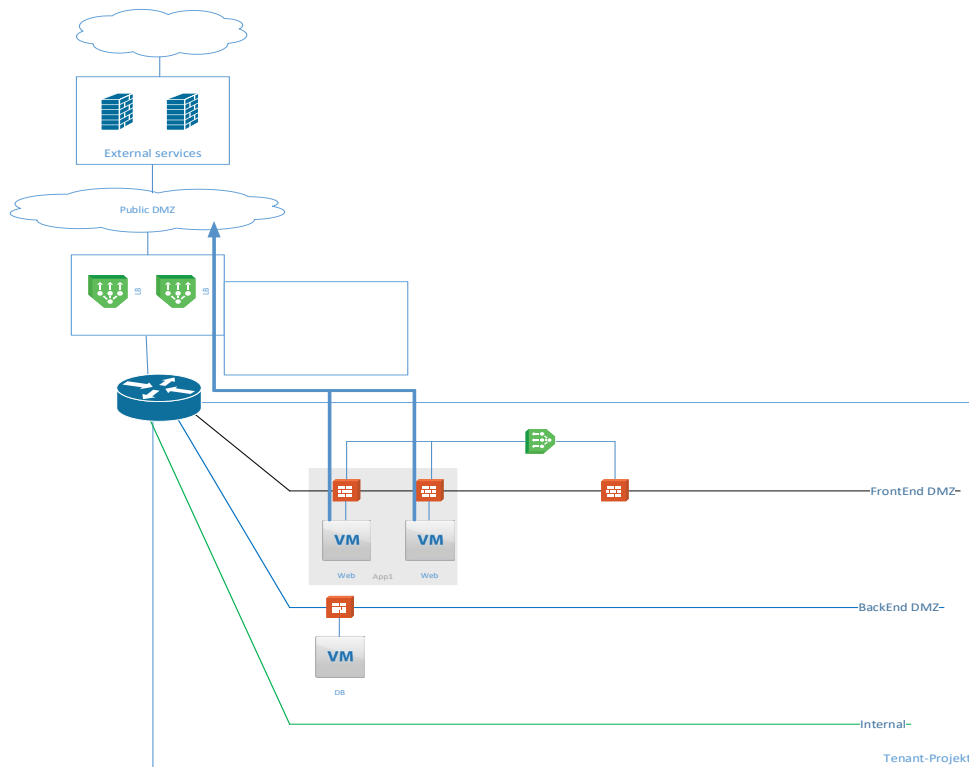 External services
Public DMZ
LB
LB
FrontEnd DMZ
VM
VM
Web
App1
Web
BackEnd DMZ
VM
DB
Internal
Tenant-Projekt